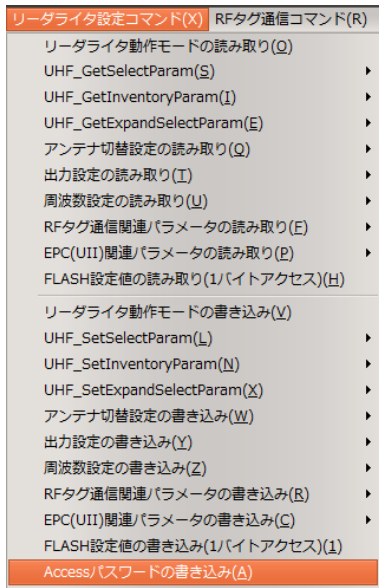 リーダライタ設定コマンド(X) RFタグ通信コマンド(R)
リーダライタ動作モードの読み取り(O)
UHF_GetSelectParam(S)
UHF_GetInventoryParam(I)
UHF_GetExpandSelectParam(E)
アンテナ切替設定の読み取り(Q)
出力設定の読み取り(T)
周波数設定の読み取り(U)
RFタグ通信関連パラメータの読み取り(F)
EPC(UII)関連パラメータの読み取り(P)
FLASH設定値の読み取り(1バイトアクセス)(H)
リーダライタ動作モードの書き込み(V)
UHF_SetSelectParam(L)
UHF_SetInventoryParam(N)
UHF_SetExpandSelectParam(X)
アンテナ切替設定の書き込み(W)
出力設定の書き込み(Y)
周波数設定の書き込み(Z)
RFタグ通信関連パラメータの書き込み(R)
EPC(UII)関連パラメータの書き込み(C)
FLASH設定値の書き込み(1バイトアクセス)(1)
Accessパスワードの書き込み(A)